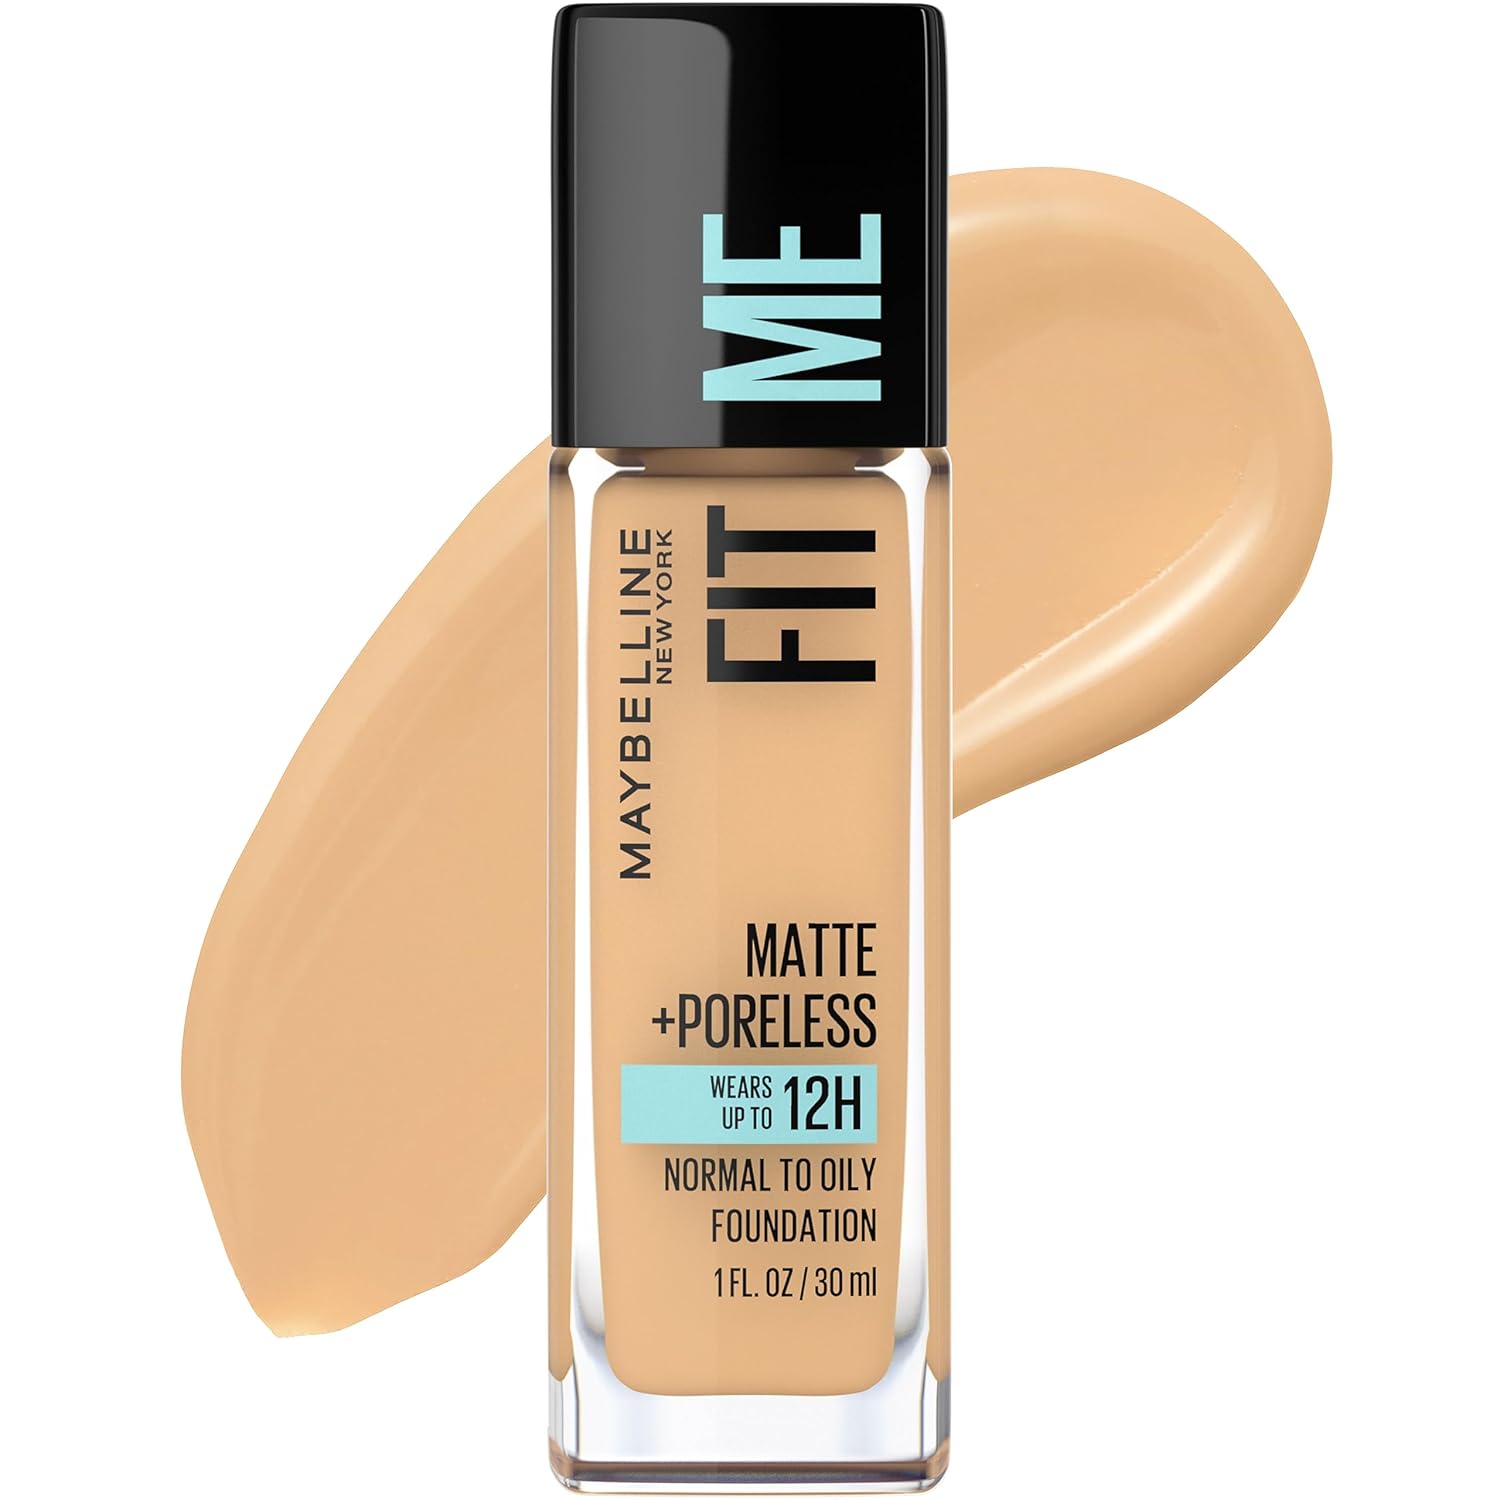 FIT ME
MAYBELLINE
NEW YORK
MATTE
+PORELESS
WEARS
UP TO 12H
NORMAL TO OILY
FOUNDATION
1 FL. OZ / 30 ml